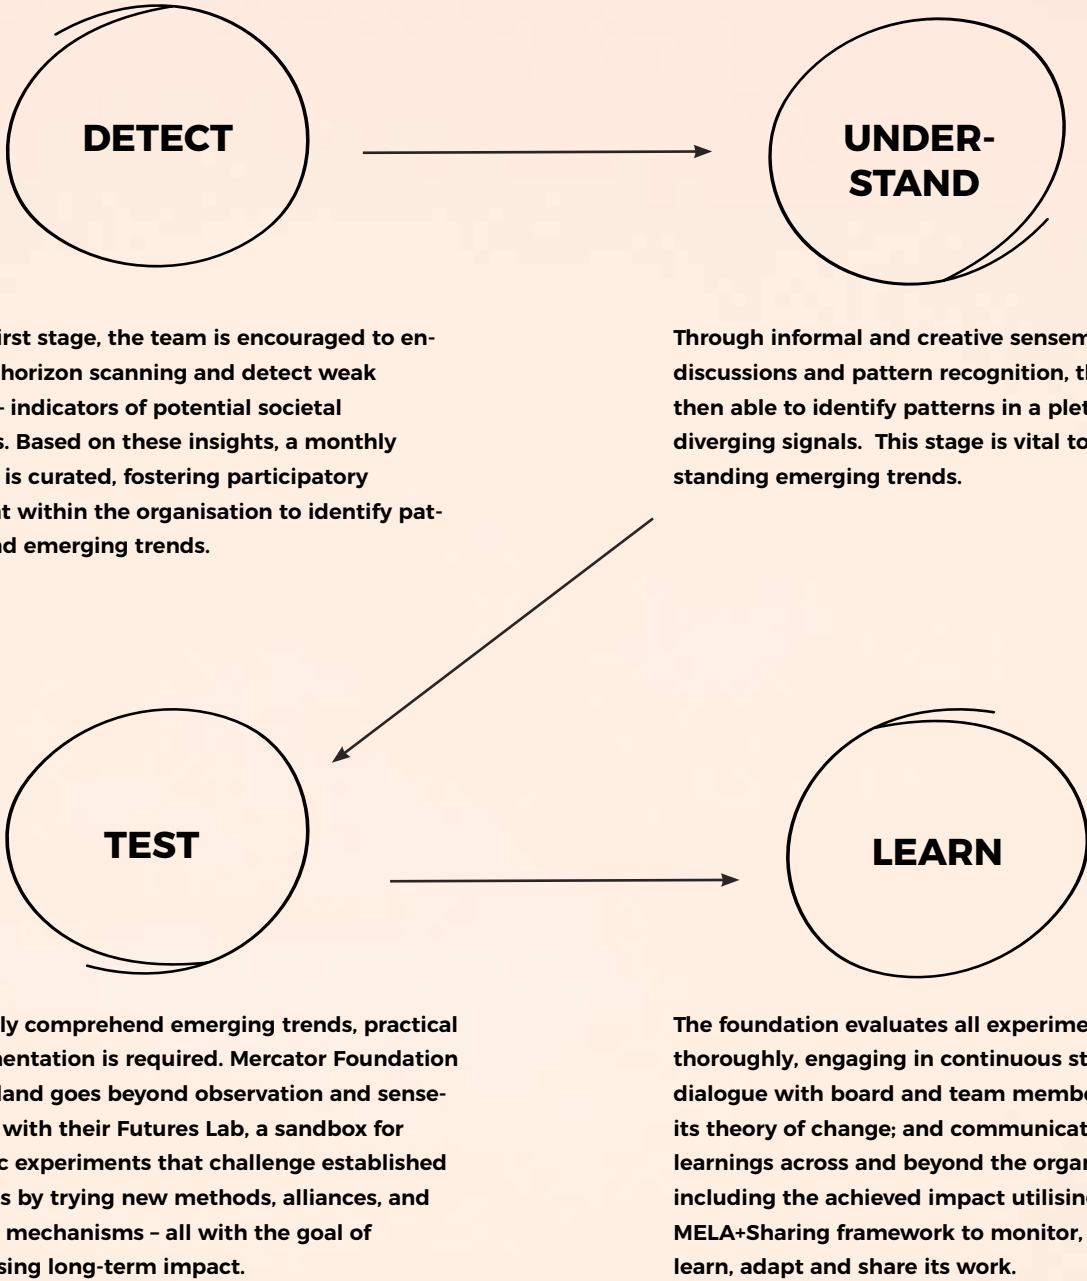 DETECT
UNDER-
STAND
irst stage, the team is encouraged to en-
horizon scanning and detect weak
- indicators of potential societal
s. Based on these insights, a monthly
is curated, fostering participatory
t within the organisation to identify pat-
d emerging trends.
Through informal and creative sensem
discussions and pattern recognition, t
then able to identify patterns in a plet
diverging signals.  This stage is vital to
standing emerging trends.
TEST
LEARN
ly comprehend emerging trends, practical
entation is required. Mercator Foundation
land goes beyond observation and sense-
with their Futures Lab, a sandbox for
c experiments that challenge established
s by trying new methods, alliances, and
mechanisms – all with the goal of
sing long-term impact.
The foundation evaluates all experime
thoroughly, engaging in continuous st
dialogue with board and team membe
its theory of change; and communicat
learnings across and beyond the organ
including the achieved impact utilising
MELA+Sharing framework to monitor,
learn, adapt and share its work.